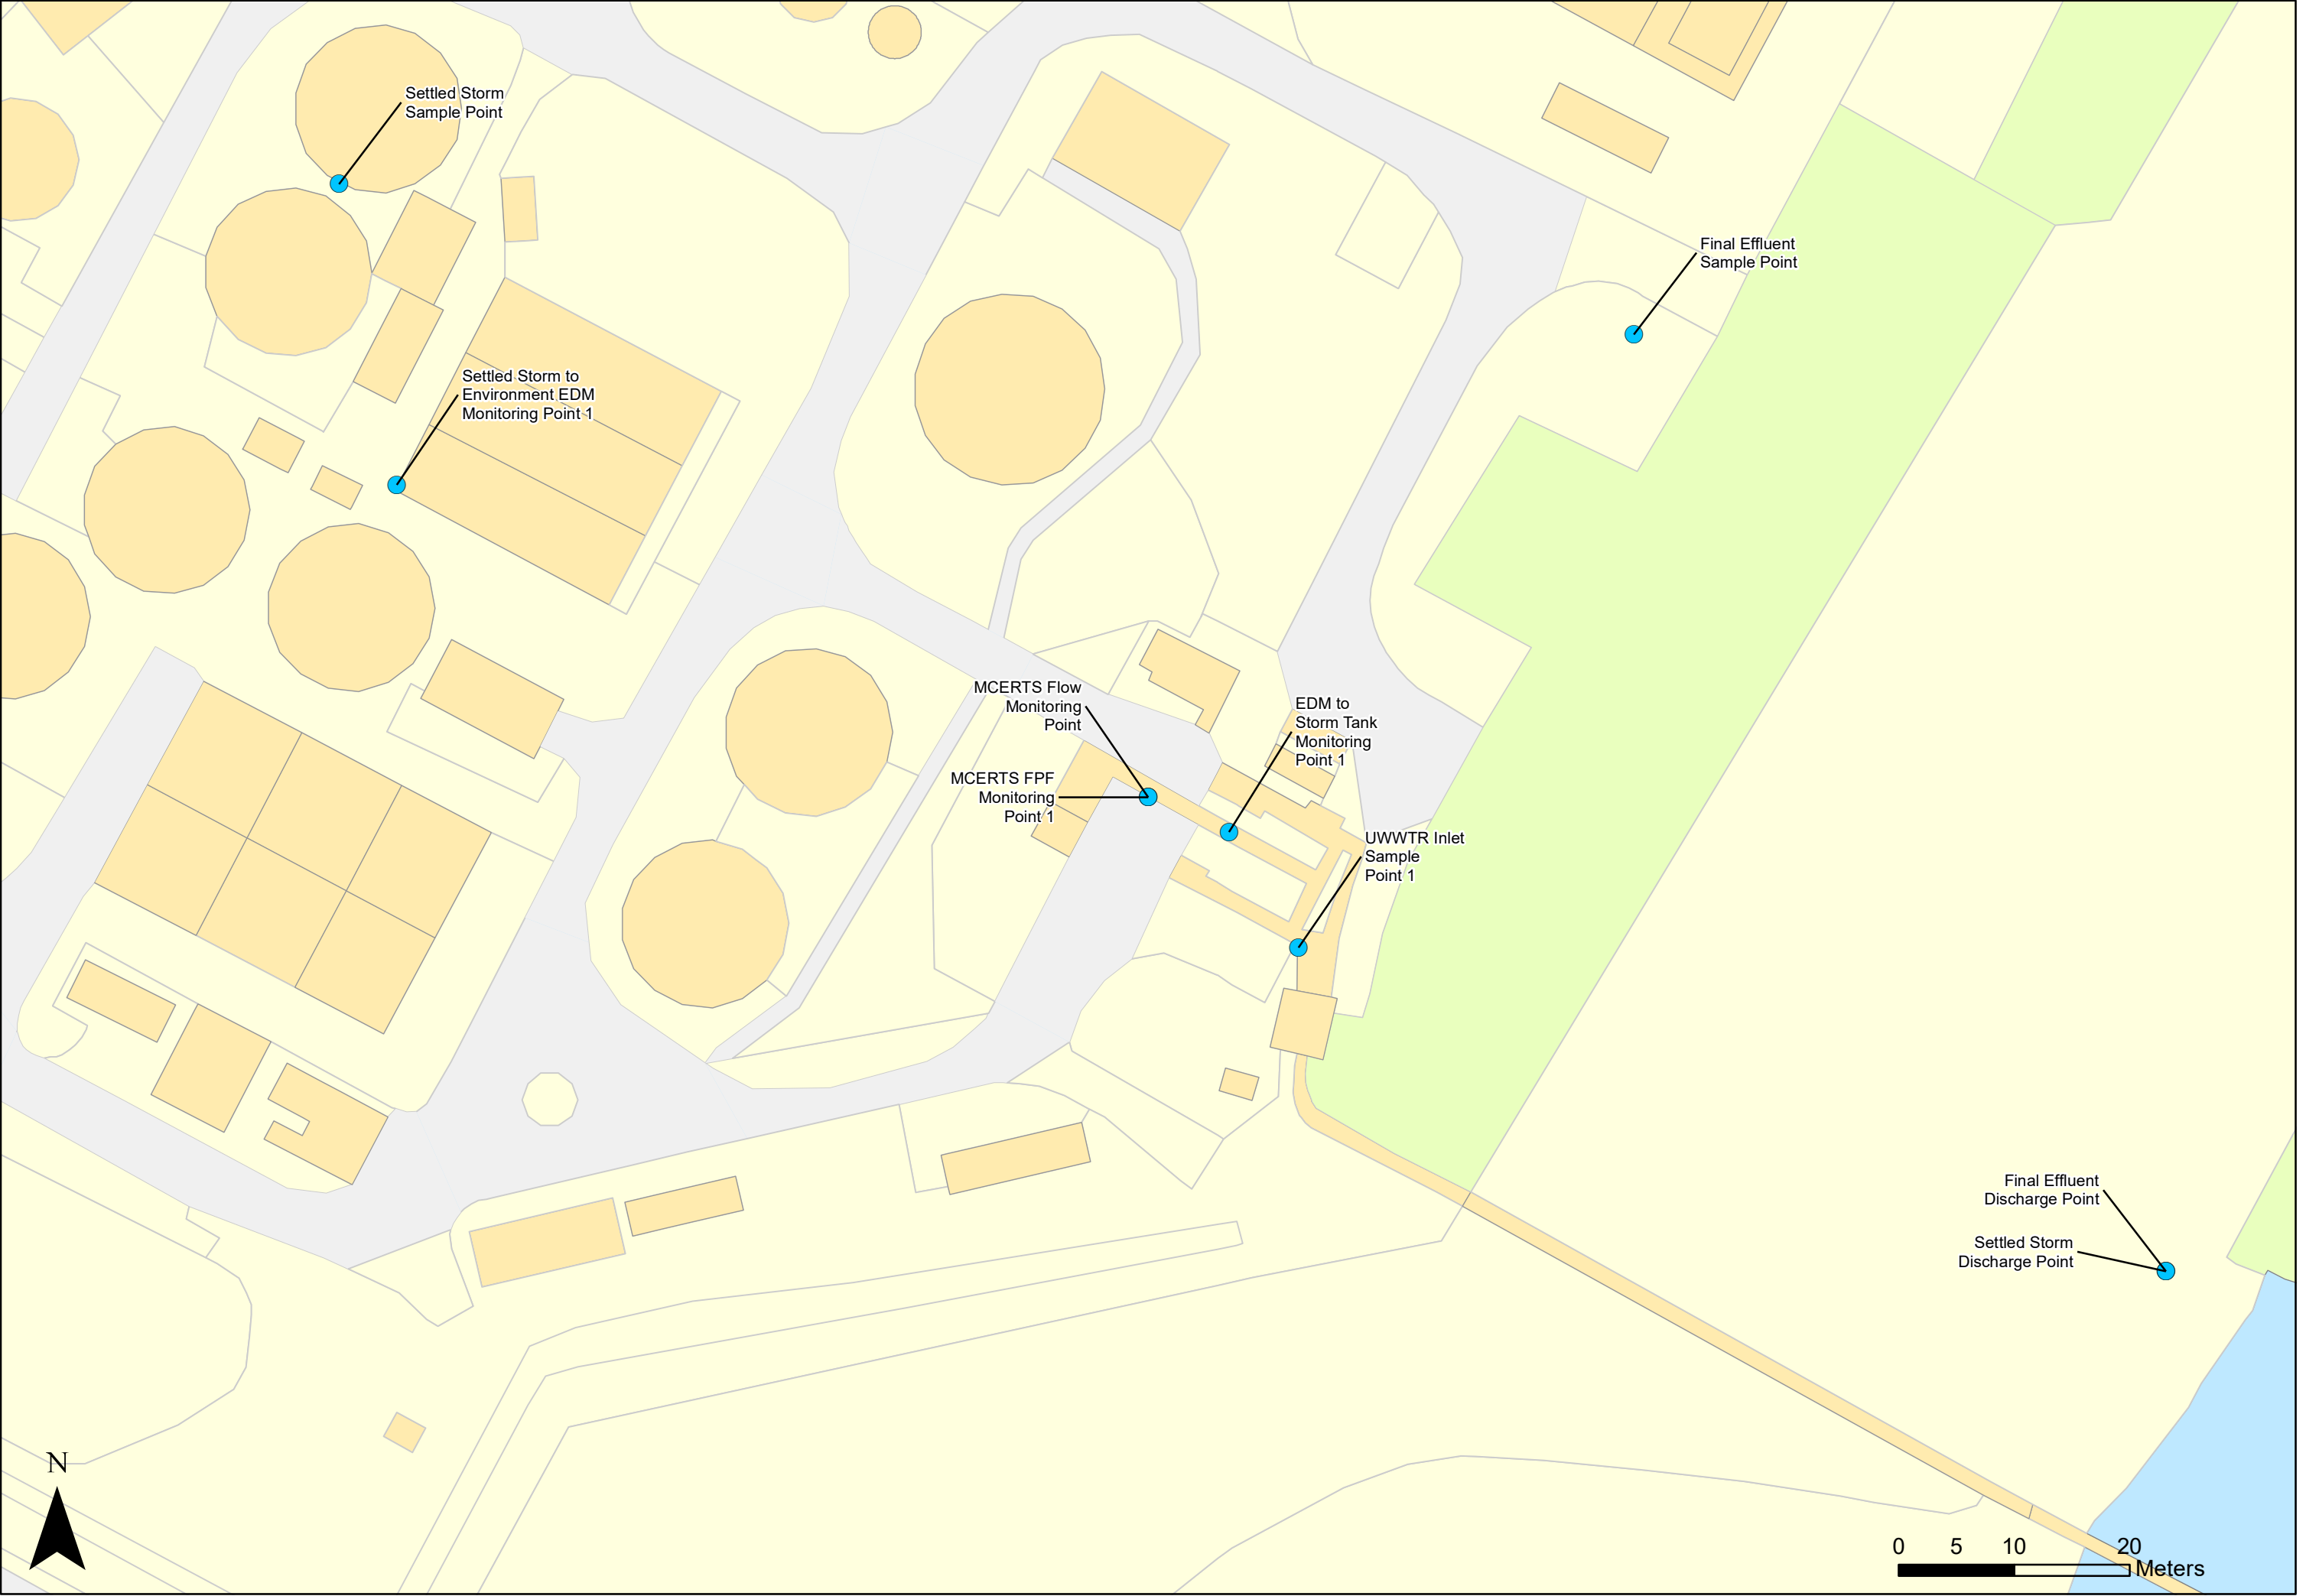 Settled Storm
Sample Point
Final Effluent
Sample Point
Settled Storm to
Environment EDM
Monitoring Point 1
MCERTS Flow
Monitoring
Point
EDM to
Storm Tank
Monitoring
Point 1
MCERTS FPF
Monitoring
Point 1
UWWTR Inlet
Sample
Point 1
Final Effluent
Discharge Point
Settled Storm
Discharge Point
N
0 5 10 20
Meters